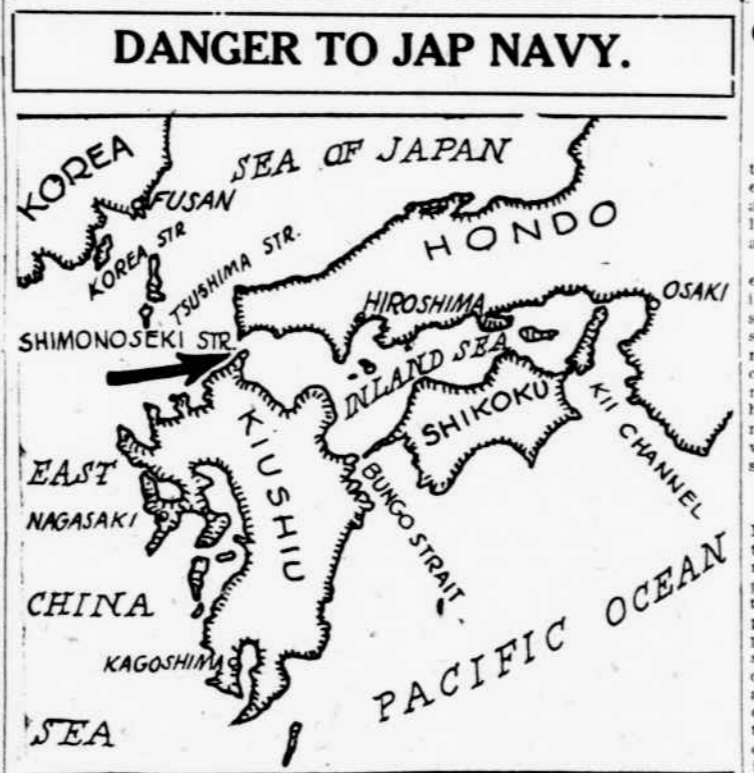 DANGER TO JAP NAVY.
KOREA
SEA OF JAPAN
FUSAN
KOREA STR
TSUSHIMA STR.
HONDO
HIROSHIMA
OSAKI
SHIMONOSEKI STR.
INLAND SEA
SHIKOKU
KII CHANNEL
KIUSHIU
EAST
NAGASAKI
BUNGO STRAIT
CHINA
PACIFIC OCEAN
KAGOSHIMA
SEA